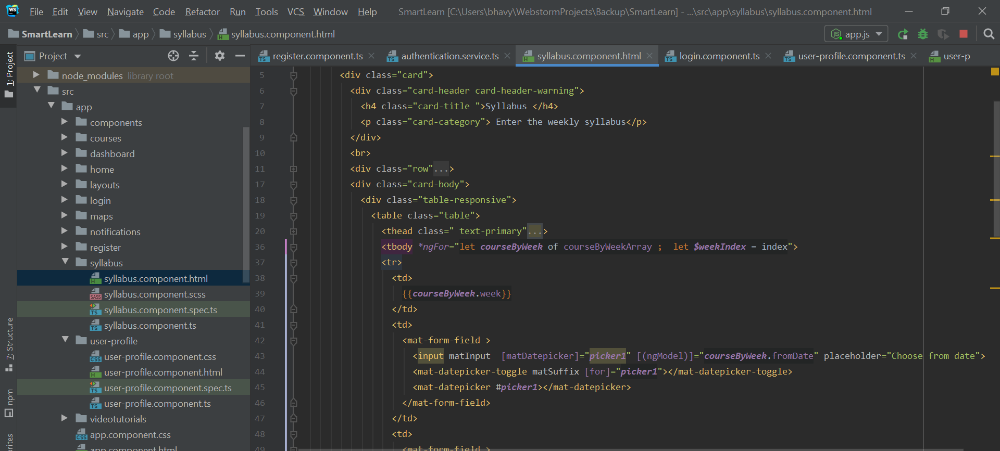 WS File Edit View Navigate Code Refactor Run Tools VCS Window Help SmartLearn [C:\Users\bhavy\WebstormProjects\Backup\SmartLearn] - ...\src\app\syllabus\syllabus.component.html
SmartLearn src app syllabus syllabus.component.html app.js
Project
register.component.ts authentication.service.ts syllabus.component.html login.component.ts user-profile.component.ts user-p
1: Project
7: Structure
npm
node_modules library root
src
app
components
courses
dashboard
home
layouts
login
maps
notifications
register
syllabus
syllabus.component.html
syllabus.component.scss
syllabus.component.spec.ts
syllabus.component.ts
user-profile
user-profile.component.css
user-profile.component.html
user-profile.component.spec.ts
user-profile.component.ts
videotutorials
app.component.css
app.component.html
5 <div class="card">
6 <div class="card-header card-header-warning">
7 <h4 class="card-title ">Syllabus </h4>
8 <p class="card-category"> Enter the weekly syllabus</p>
9 </div>
10 <br>
11 <div class="row"...>
17 <div class="card-body">
18 <div class="table-responsive">
19 <table class="table">
20 <thead class=" text-primary"...>
36 <tbody *ngFor="let courseByWeek of courseByWeekArray ;  let $weekIndex = index">
37 <tr>
38 <td>
39 {{courseByWeek.week}}
40 </td>
41 <td>
42 <mat-form-field >
43 <input matInput  [matDatepicker]="picker1" [(ngModel)]="courseByWeek.fromDate" placeholder="Choose from date">
44 <mat-datepicker-toggle matSuffix [for]="picker1"></mat-datepicker-toggle>
45 <mat-datepicker #picker1></mat-datepicker>
46 </mat-form-field>
47 </td>
48 <td>
49 <mat-form-field >